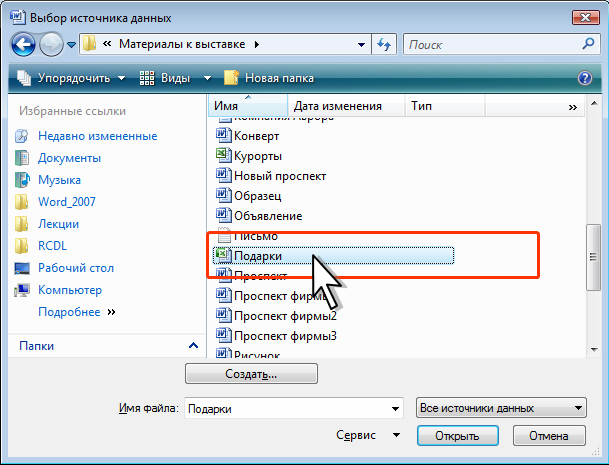 Выбор источника данных
Материалы к выставке
Поиск
Упорядочить Виды Новая папка
Избранные ссылки
Недавно измененные
Документы
Музыка
Word_2007
Лекции
RCDL
Рабочий стол
Компьютер
Подробнее »
Папки
Имя Дата изменения Тип »
Компания Аврора
Конверт
Курорты
Новый проспект
Образец
Объявление
Письмо
Подарки
Проспект
Проспект фирмы
Проспект фирмы2
Проспект фирмы3
Рисунок
Создать...
Имя файла: Подарки Все источники данных
Сервис Открыть Отмена